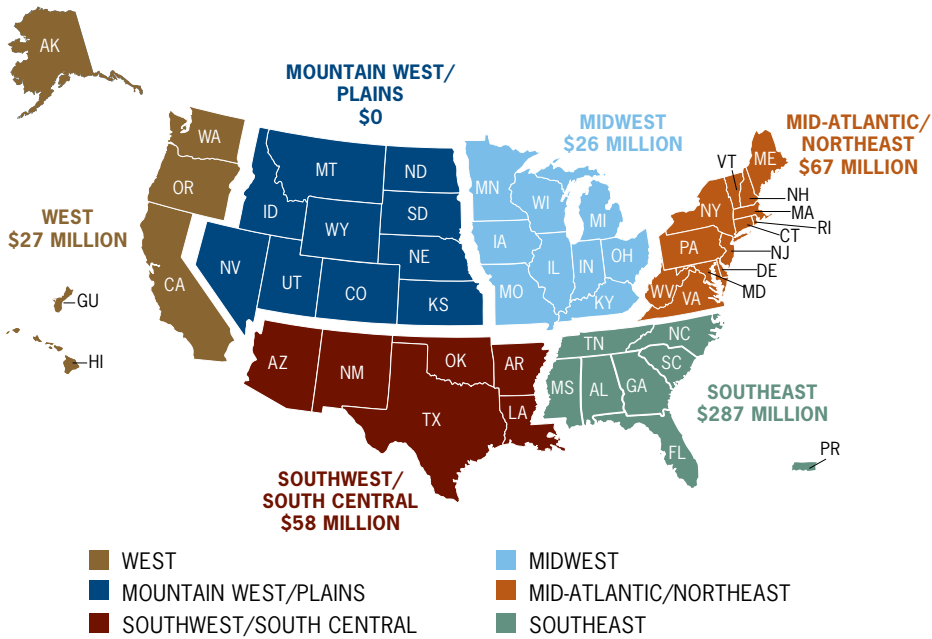 AK
MOUNTAIN WEST/
PLAINS
$0
MIDWEST
$26 MILLION
MID-ATLANTIC/
NORTHEAST
$67 MILLION
WEST
$27 MILLION
WA
OR
CA
GU
HI
MT
ND
ID
WY
SD
NE
NV
UT
CO
KS
MN
WI
MI
IA
IL
IN
OH
MO
KY
VT
ME
NH
MA
RI
CT
NY
PA
NJ
DE
MD
WV
VA
AZ
NM
OK
AR
TX
LA
TN
NC
SC
MS
AL
GA
FL
PR
SOUTHEAST
$287 MILLION
SOUTHWEST/
SOUTH CENTRAL
$58 MILLION
WEST
MOUNTAIN WEST/PLAINS
SOUTHWEST/SOUTH CENTRAL
MIDWEST
MID-ATLANTIC/NORTHEAST
SOUTHEAST